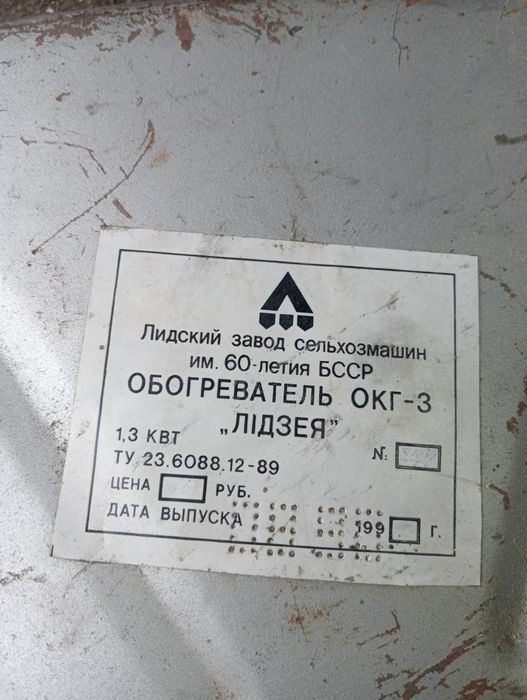 Лидский завод сельхозмашин
им. 60-летия БССР
ОБОГРЕВАТЕЛЬ ОКГ-3
„ЛІДЗЕЯ"
1,3 КВТ
N:
ТУ 23.6088.12-89
ЦЕНА РУБ.
ДАТА ВЫПУСКА 199 г.